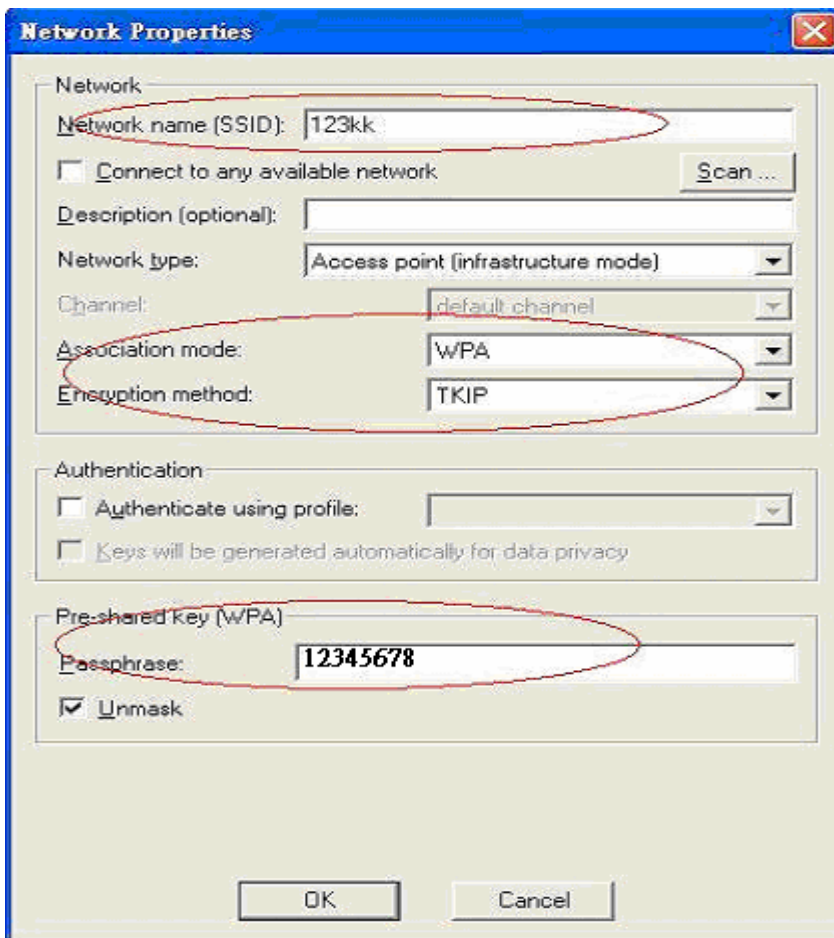 Network Properties
Network
Network name (SSID): 123kk
Connect to any available network Scan ...
Description (optional):
Network type: Access point (infrastructure mode)
Channel: default channel
Association mode: WPA
Encryption method: TKIP
Authentication
Authenticate using profile:
Keys will be generated automatically for data privacy
Pre-shared key (WPA)
Passphrase: 12345678
Unmask
OK Cancel